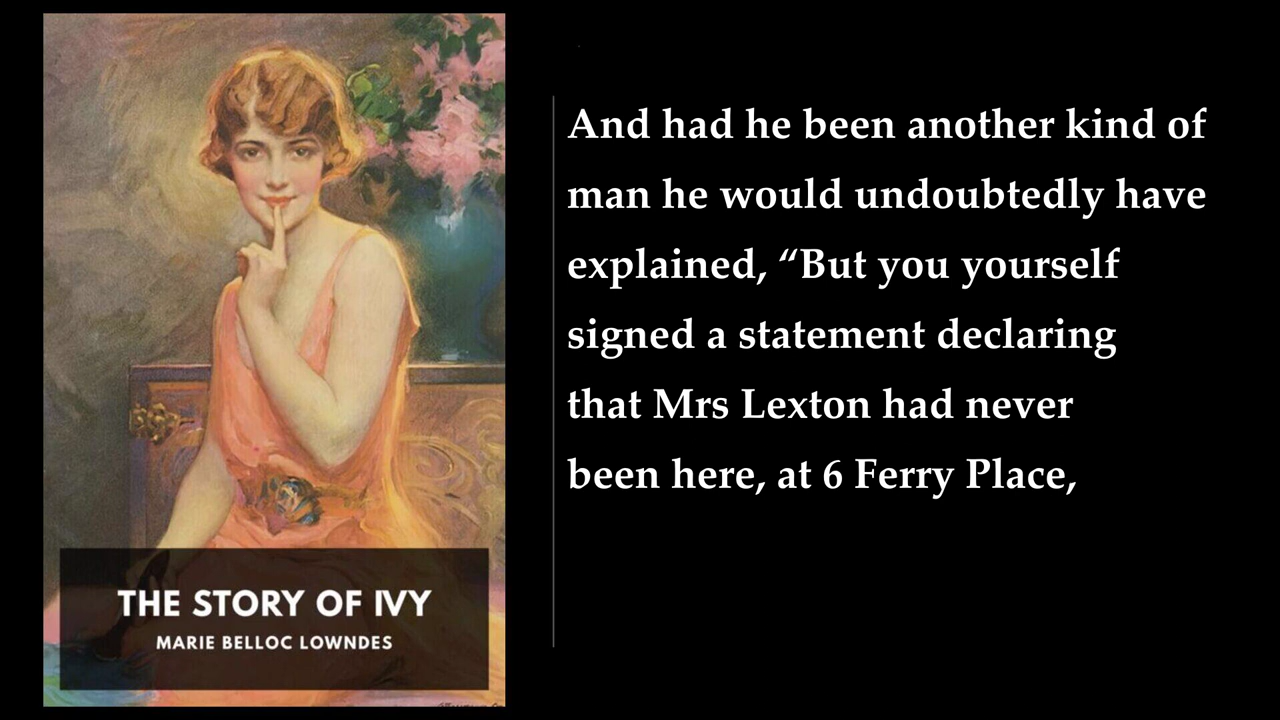 And had he been another kind of
man he would undoubtedly have
explained, “But you yourself
signed a statement declaring
that Mrs Lexton had never
been here, at 6 Ferry Place,
THE STORY OF IVY
MARIE BELLOC LOWNDES